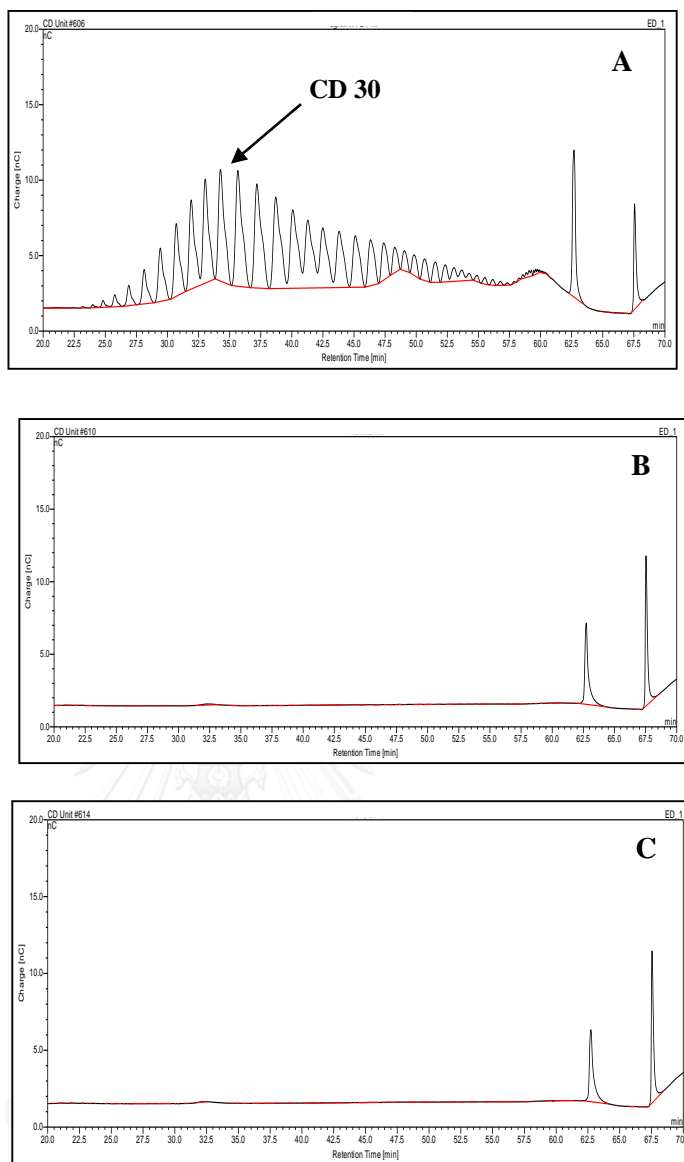 CD Unit #606 ED_1
nC
A
CD 30
20.0
15.0
10.0
5.0
0.0
Charge [nC]
min
20.0 22.5 25.0 27.5 30.0 32.5 35.0 37.5 40.0 42.5 45.0 47.5 50.0 52.5 55.0 57.5 60.0 62.5 65.0 67.5 70.0
Retention Time [min]
CD Unit #610 ED_1
nC
B
20.0
15.0
10.0
5.0
0.0
Charge [nC]
min
20.0 22.5 25.0 27.5 30.0 32.5 35.0 37.5 40.0 42.5 45.0 47.5 50.0 52.5 55.0 57.5 60.0 62.5 65.0 67.5 70.0
Retention Time [min]
CD Unit #614 ED_1
nC
C
20.0
15.0
10.0
5.0
0.0
Charge [nC]
min
20.0 22.5 25.0 27.5 30.0 32.5 35.0 37.5 40.0 42.5 45.0 47.5 50.0 52.5 55.0 57.5 60.0 62.5 65.0 67.5 70.0
Retention Time [min]